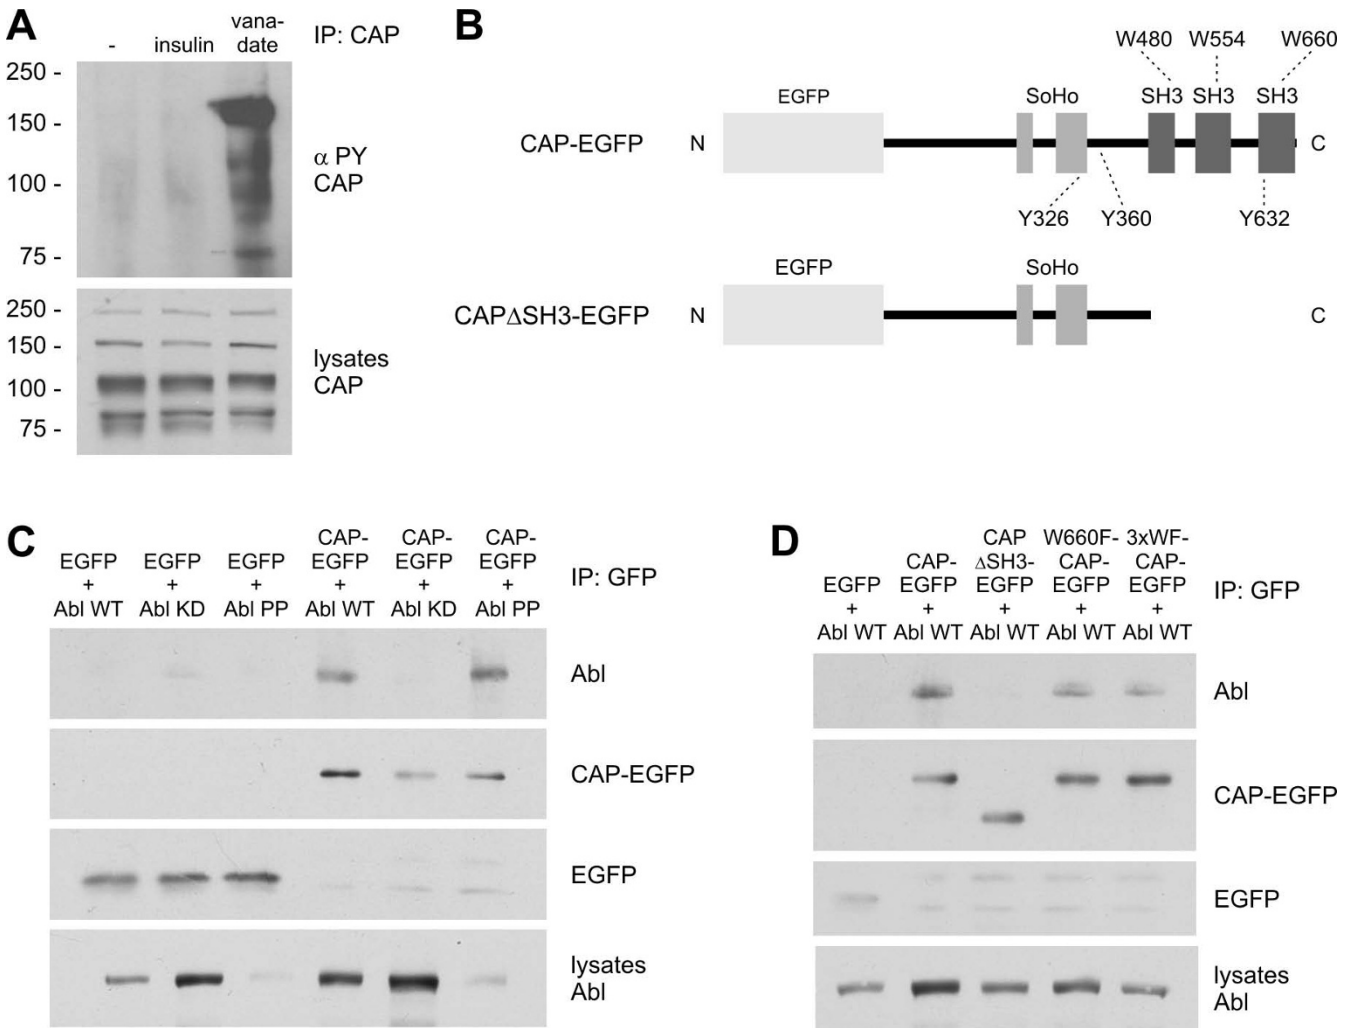 A
-
insulin
vana-
date
IP: CAP
250 -
150 -
100 -
75 -
α PY
CAP
250 -
150 -
100 -
75 -
lysates
CAP
B
W480
W554
W660
EGFP
SoHo
SH3
SH3
SH3
CAP-EGFP
N
C
Y326
Y360
Y632
EGFP
SoHo
CAPΔSH3-EGFP
N
C
C
EGFP
+
Abl WT
EGFP
+
Abl KD
EGFP
+
Abl PP
CAP-
EGFP
+
Abl WT
CAP-
EGFP
+
Abl KD
CAP-
EGFP
+
Abl PP
IP: GFP
Abl
CAP-EGFP
EGFP
lysates
Abl
D
EGFP
+
Abl WT
CAP-
EGFP
+
Abl WT
CAP
ΔSH3-
EGFP
+
Abl WT
W660F-
CAP-
EGFP
+
Abl WT
3xWF-
CAP-
EGFP
+
Abl WT
IP: GFP
Abl
CAP-EGFP
EGFP
lysates
Abl